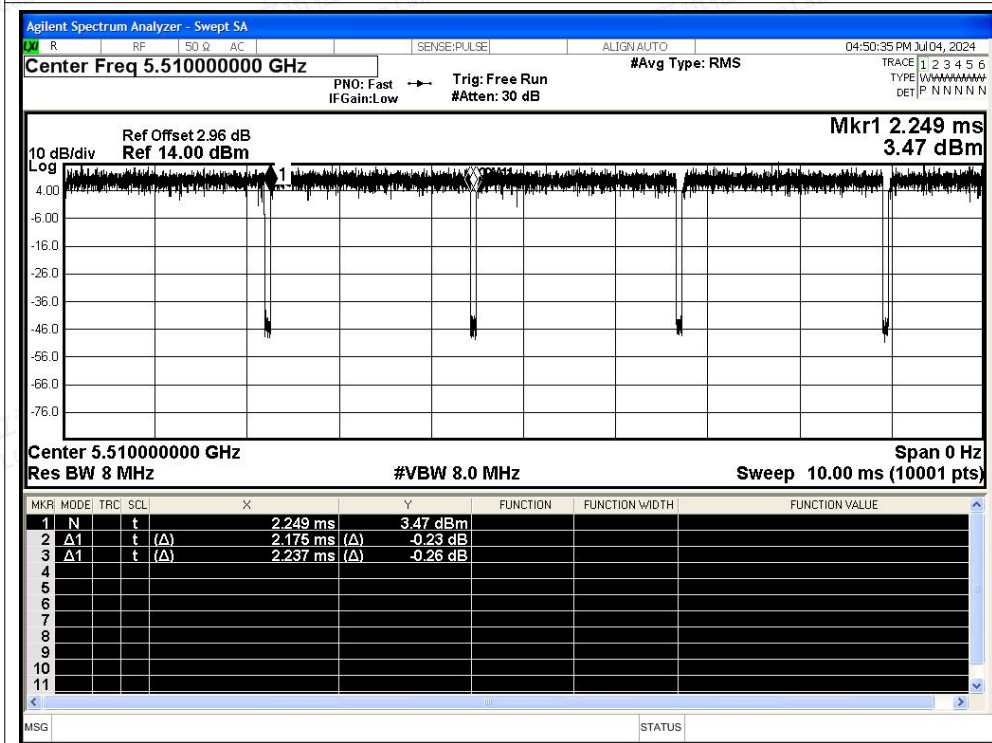 Agilent Spectrum Analyzer - Swept SA
LXI R RF 50 Ω AC SENSE:PULSE ALIGN AUTO 04:50:35 PM Jul 04, 2024
Center Freq 5.510000000 GHz #Avg Type: RMS TRACE 1 2 3 4 5 6
PNO: Fast Trig: Free Run TYPE WWWWWW
IFGain:Low #Atten: 30 dB DET P N N N N N
Mkr1 2.249 ms
Ref Offset 2.96 dB
10 dB/div Ref 14.00 dBm 3.47 dBm
Log
1
4.00
-6.00
-16.0
-26.0
-36.0
-46.0
-56.0
-66.0
-76.0
Center 5.510000000 GHz Span 0 Hz
Res BW 8 MHz #VBW 8.0 MHz Sweep 10.00 ms (10001 pts)
MKR MODE TRC SCL X Y FUNCTION FUNCTION WIDTH FUNCTION VALUE
1 N t 2.249 ms 3.47 dBm
2 Δ1 t (Δ) 2.175 ms (Δ) -0.23 dB
3 Δ1 t (Δ) 2.237 ms (Δ) -0.26 dB
4
5
6
7
8
9
10
11
MSG STATUS